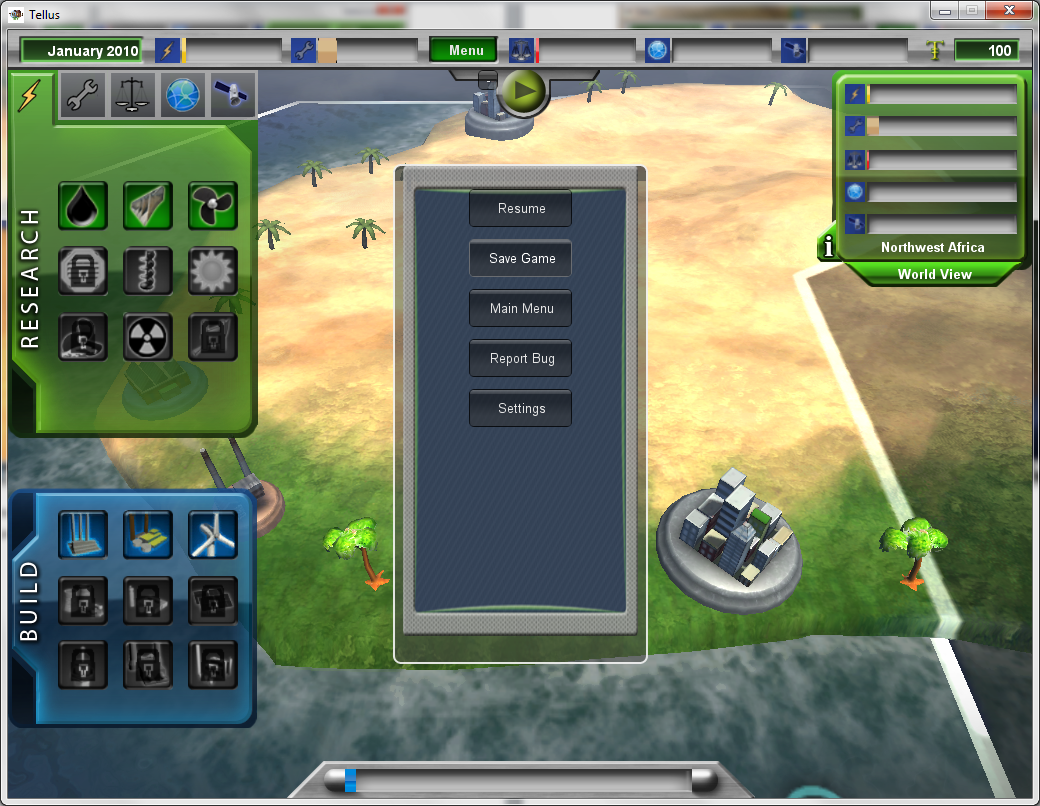 Tellus
January 2010
Menu
100
RESEARCH
Resume
Save Game
Main Menu
Report Bug
Settings
i
Northwest Africa
World View
BUILD